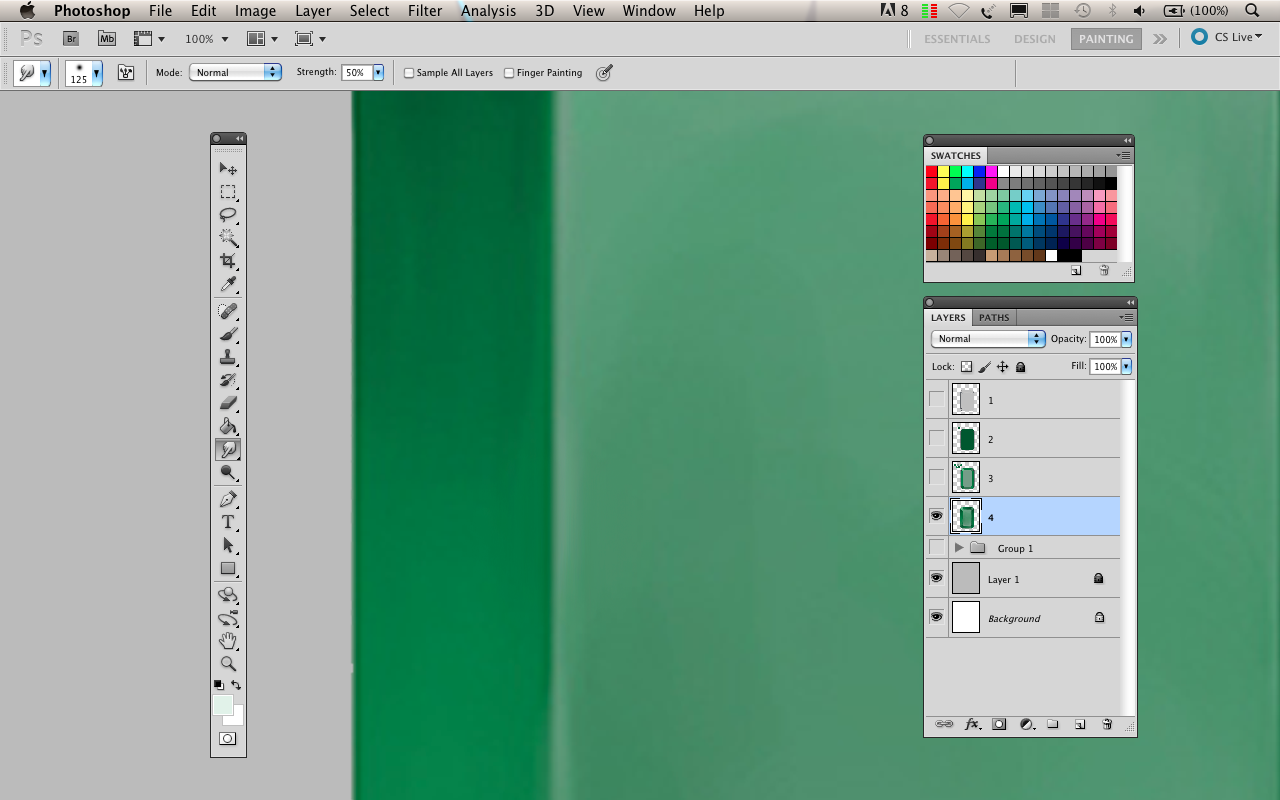 Photoshop File Edit Image Layer Select Filter Analysis 3D View Window Help 8 (100%)
Ps Br Mb 100% ESSENTIALS DESIGN PAINTING CS Live
125 Mode: Normal Strength: 50% Sample All Layers Finger Painting
SWATCHES
LAYERS PATHS
Normal Opacity: 100%
Lock: Fill: 100%
1
2
3
4
Group 1
Layer 1
Background